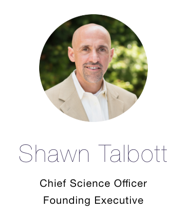 Shawn Talbott
Chief Science Officer
Founding Executive